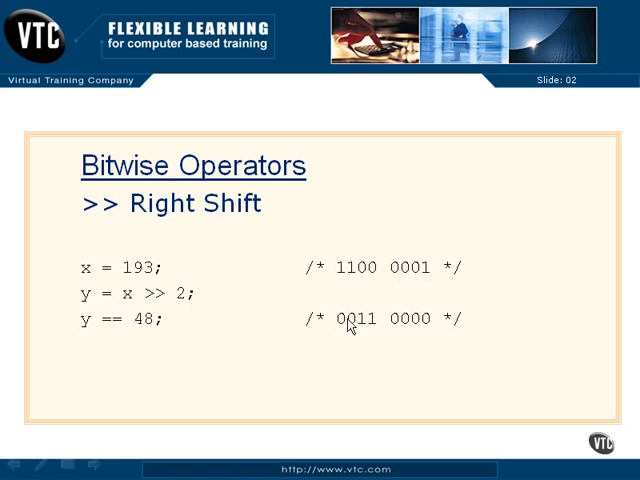 VTC
FLEXIBLE LEARNING
for computer based training
Virtual Training Company
Slide: 02
Bitwise Operators
>> Right Shift
x = 193; /* 1100 0001 */
y = x >> 2;
y == 48; /* 0011 0000 */
VTC
http://www.vtc.com